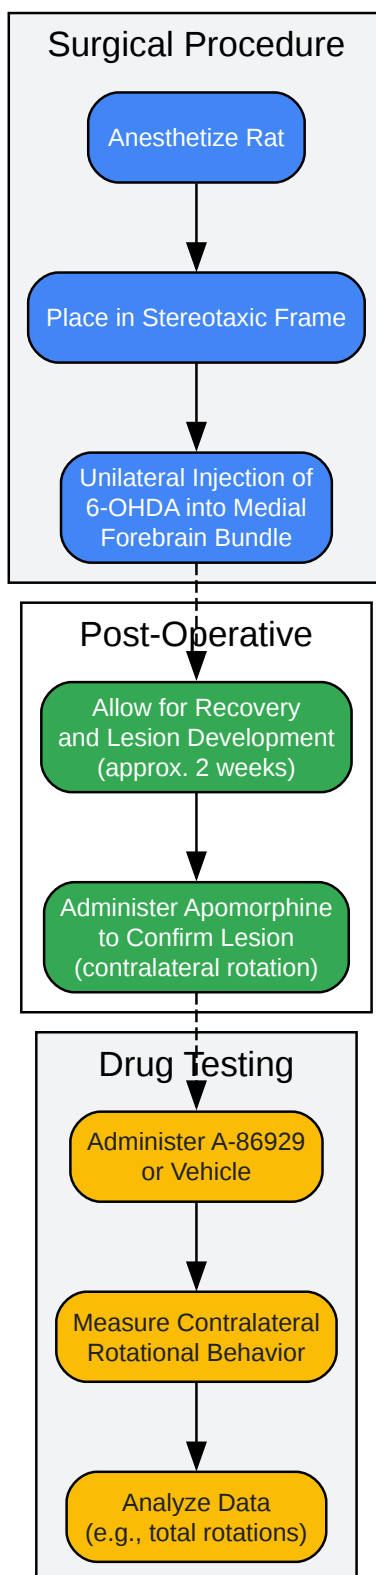 Surgical Procedure
Anesthetize Rat
Place in Stereotaxic Frame
Unilateral Injection of
6-OHDA into Medial
Forebrain Bundle
Post-Operative
Allow for Recovery
and Lesion Development
(approx. 2 weeks)
Administer Apomorphine
to Confirm Lesion
(contralateral rotation)
Drug Testing
Administer A-86929
or Vehicle
Measure Contralateral
Rotational Behavior
Analyze Data
(e.g., total rotations)